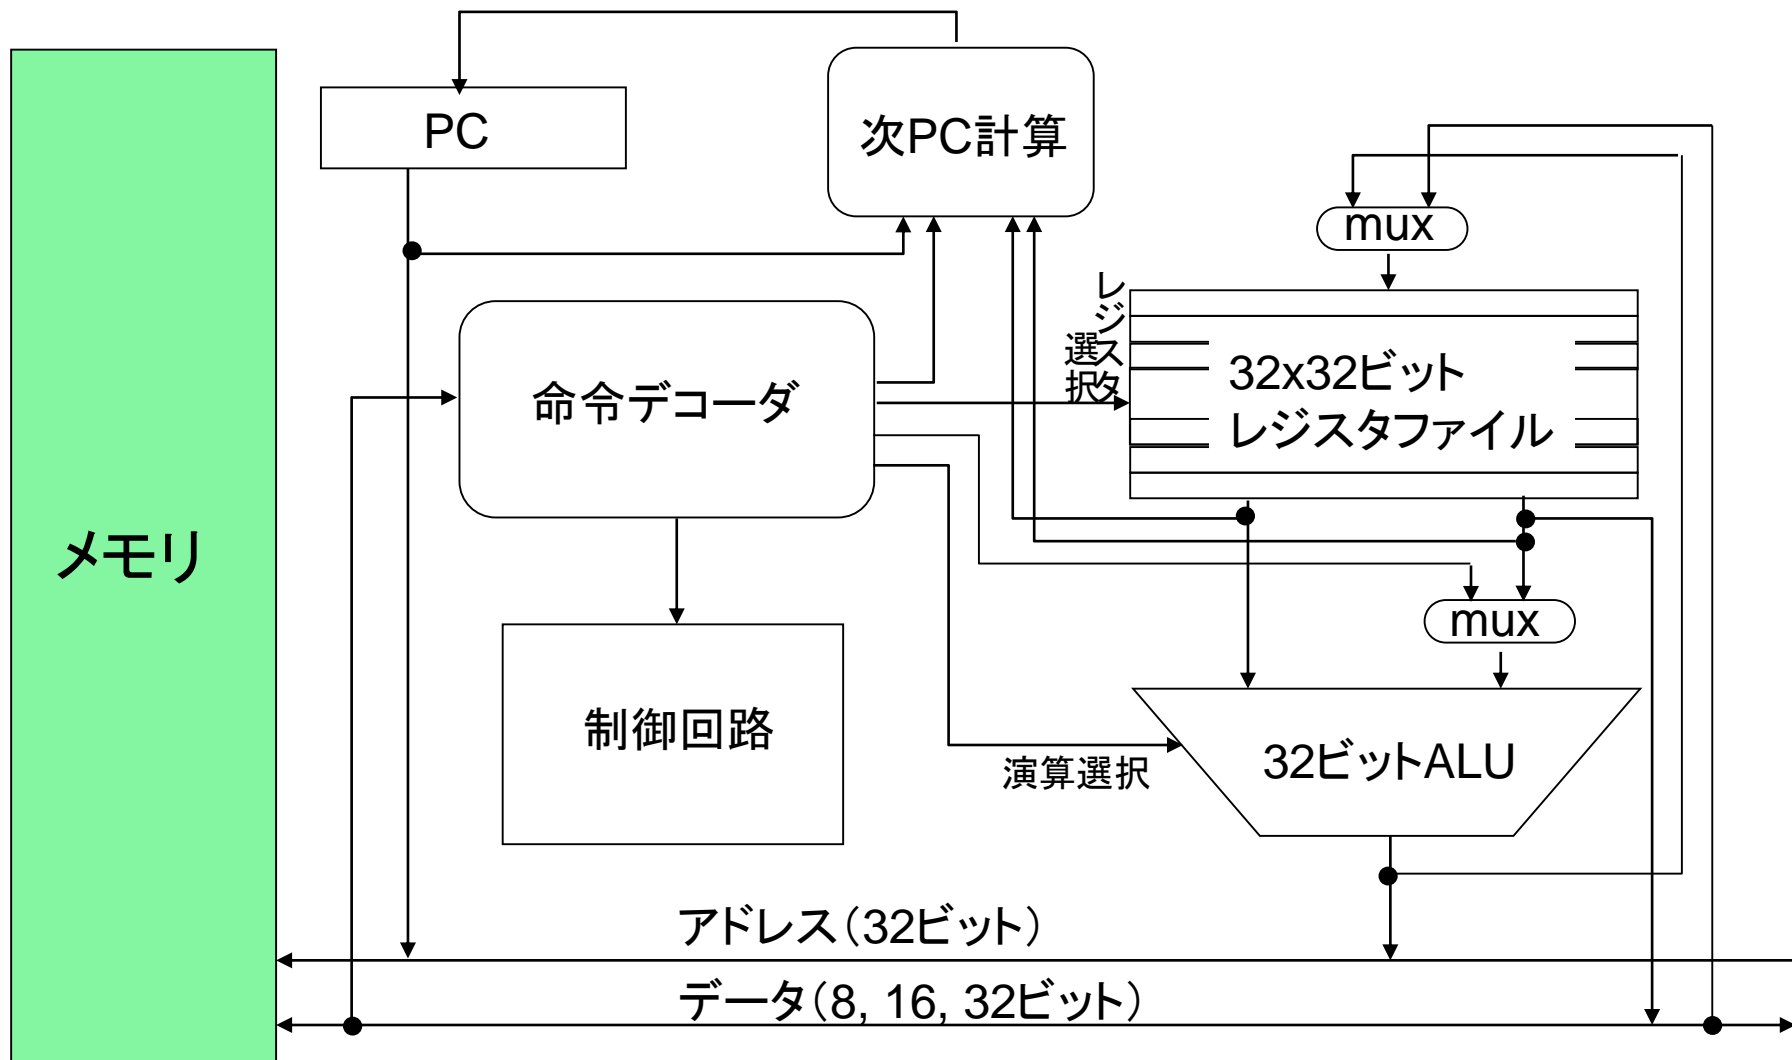 PC
次PC計算
mux
レジスタ
選択
32x32ビット
レジスタファイル
命令デコーダ
メモリ
mux
制御回路
32ビットALU
演算選択
アドレス(32ビット)
データ(8, 16, 32ビット)